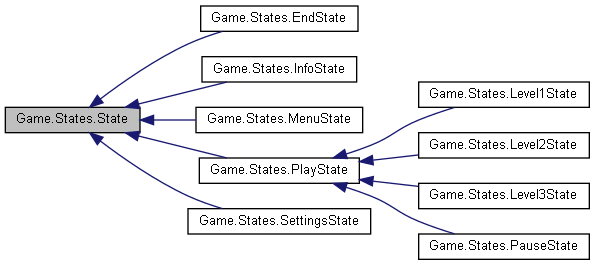 Game.States.EndState
Game.States.InfoState
Game.States.State
Game.States.MenuState
Game.States.PlayState
Game.States.SettingsState
Game.States.Level1State
Game.States.Level2State
Game.States.Level3State
Game.States.PauseState